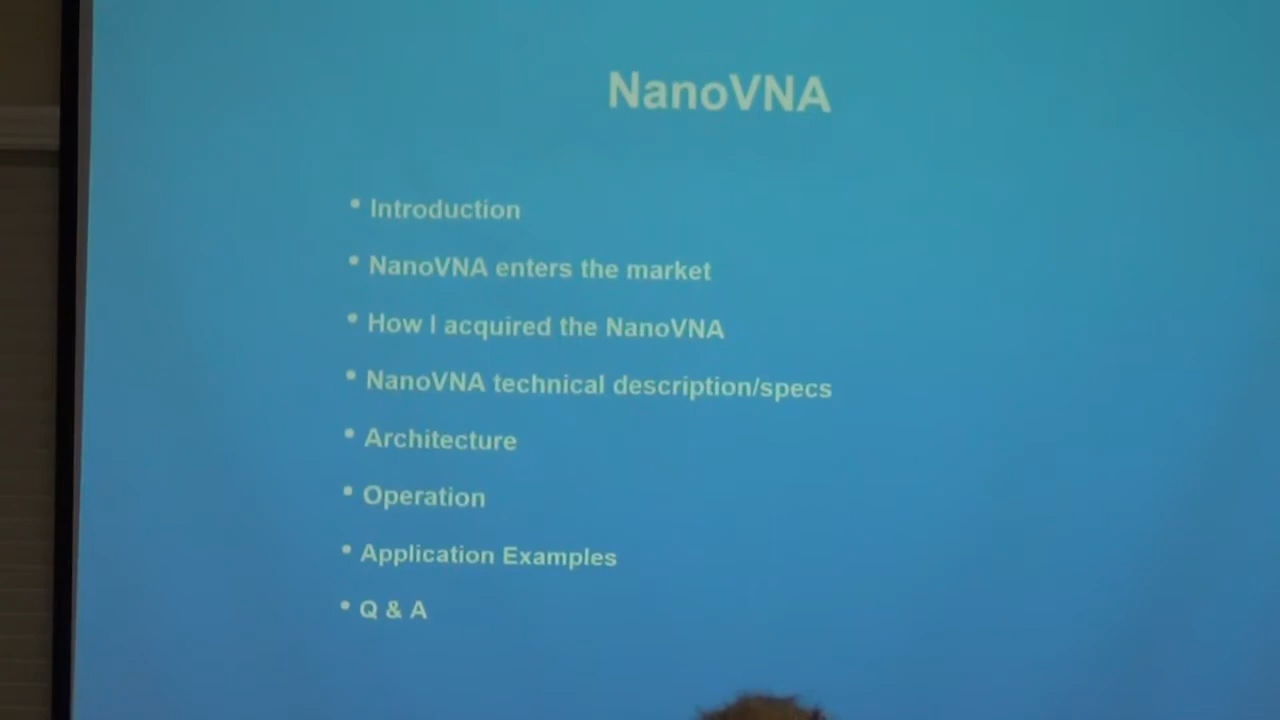 NanoVNA
• Introduction
• NanoVNA enters the market
• How I acquired the NanoVNA
• NanoVNA technical description/specs
• Architecture
• Operation
• Application Examples
• Q & A